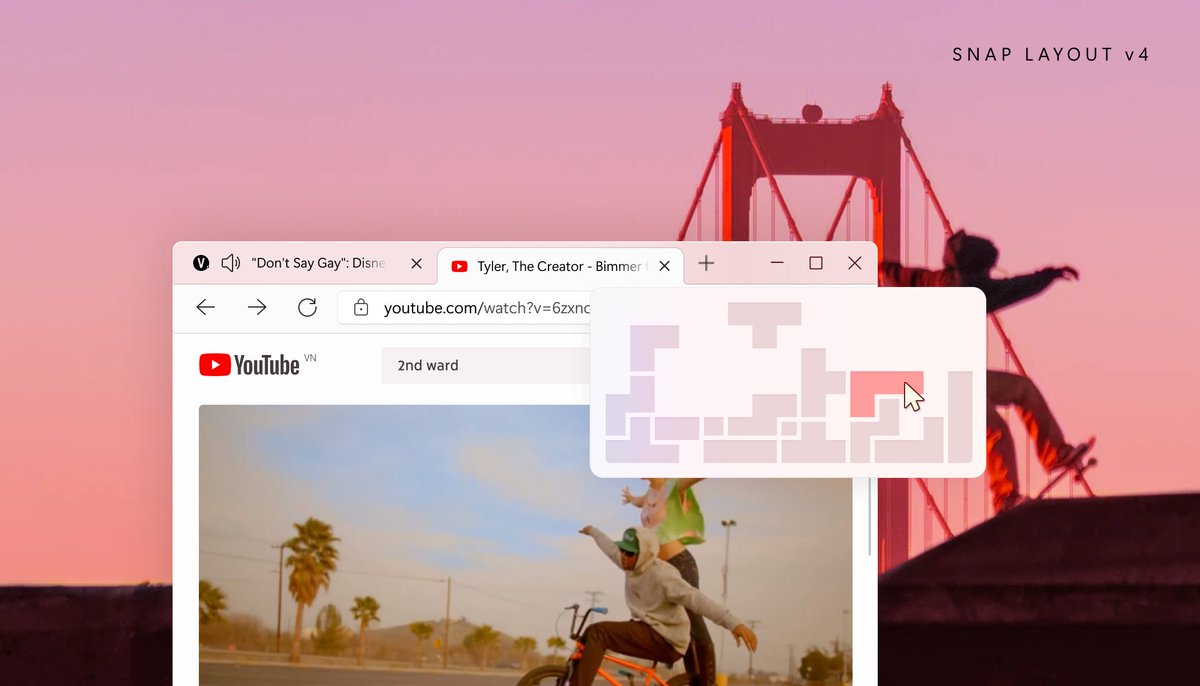 SNAP LAYOUT v4
V
"Don't Say Gay": Disne
Tyler, The Creator - Bimmer f
youtube.com/watch?v=6zxnc
YouTube VN
2nd ward